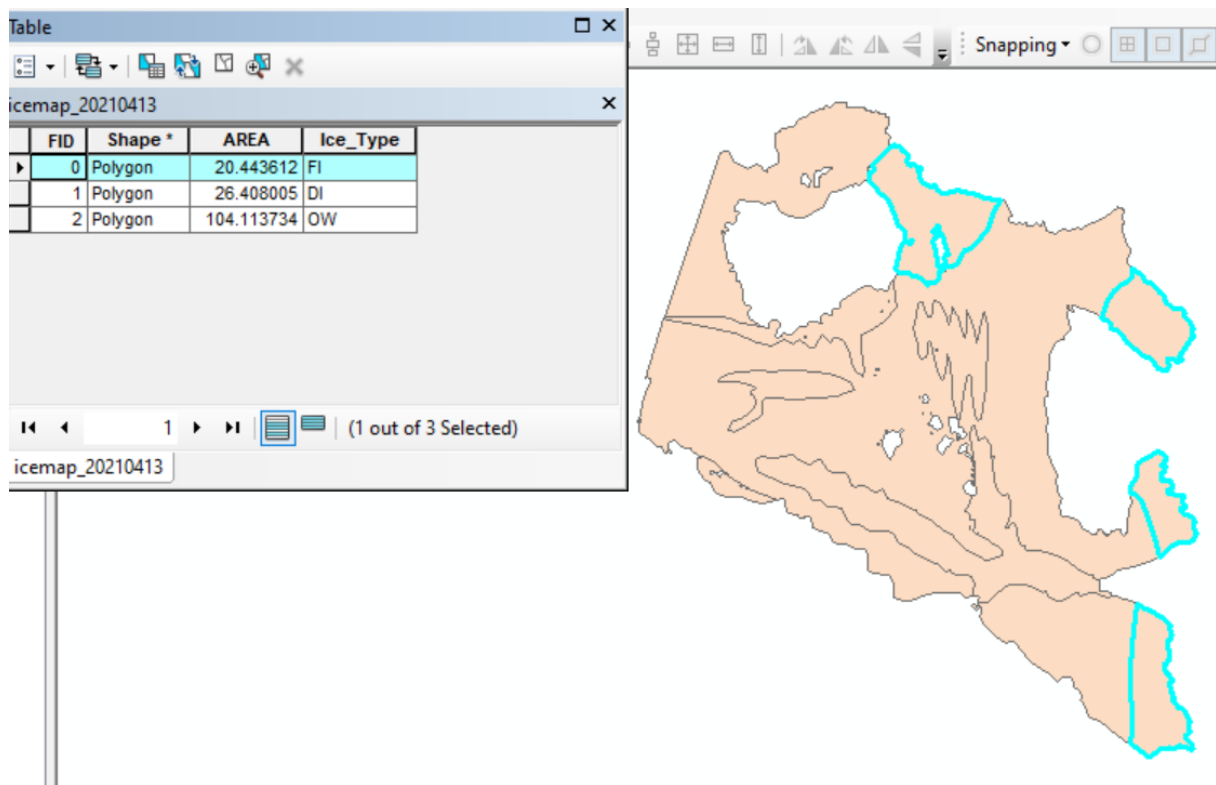 Table
Snapping
icemap_20210413
FID Shape * AREA Ice_Type
0 Polygon 20.443612 FI
1 Polygon 26.408005 DI
2 Polygon 104.113734 OW
1 (1 out of 3 Selected)
icemap_20210413